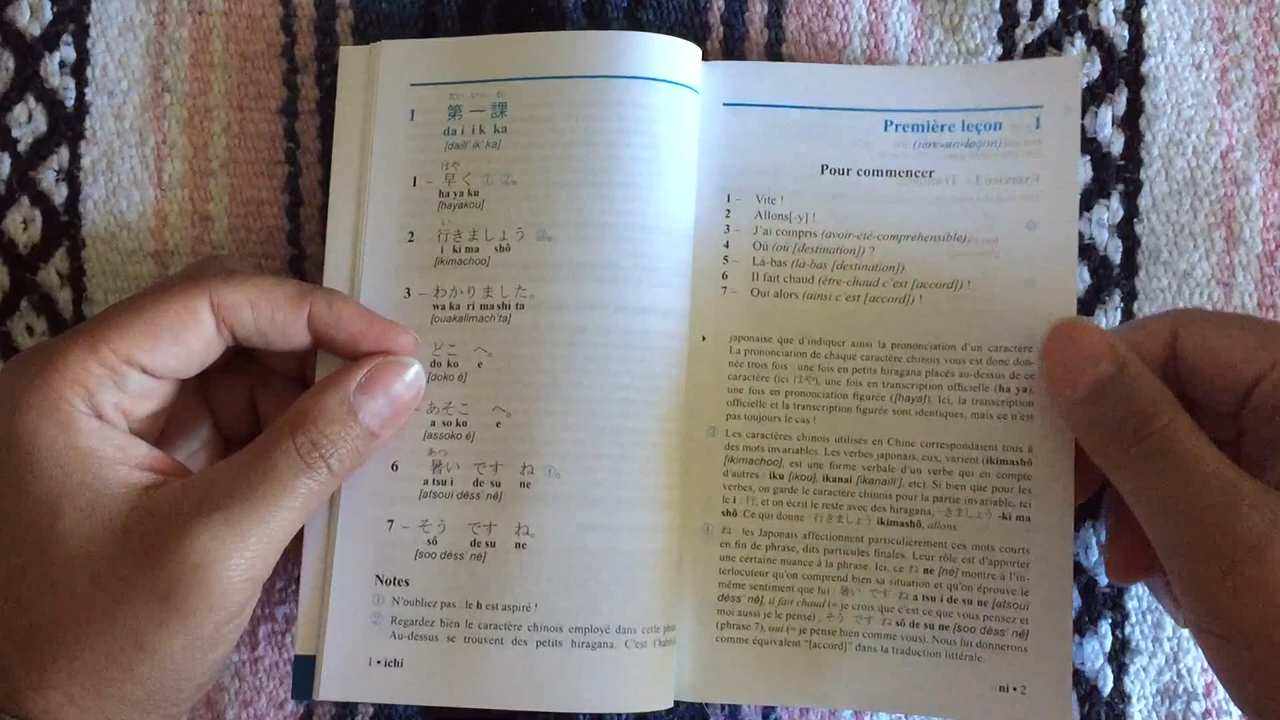 だい いっ か
1 第一課
da i i k ka
[daiil' ik' ka]
はや
1 – 早く ① ②。
ha ya ku
[hayakou]
い
2 行きましょう ③。
i ki ma shô
[ikimachoo]
3 – わかりました。
wa ka ri ma shi ta
[ouakalimach'ta]
どこ へ。
do ko e
[doko é]
– あそこ へ。
a so ko e
[assoko é]
あつ
6 暑い です ね ④。
a tsu i de su ne
[atsoui dèss' né]
7 – そう です ね。
sô de su ne
[soo dèss' né]
Notes
① N'oubliez pas : le h est aspiré !
② Regardez bien le caractère chinois employé dans cette
Au-dessus se trouvent des petits hiragana. C'est
1 • ichi
Première leçon 1
(ière-un-leçon)
Pour commencer
1 – Vite !
2 Allons[-y] !
3 – J'ai compris (avoir-été-compréhensible).
4 Où (où [destination]) ?
5 – Là-bas (là-bas [destination]).
6 Il fait chaud (être-chaud c'est [accord]) !
7 – Oui alors (ainsi c'est [accord]) !
japonaise que d'indiquer ainsi la prononciation d'un caractère.
La prononciation de chaque caractère chinois vous est donc don-
née trois fois : une fois en petits hiragana placés au-dessus de ce
caractère (ici はや), une fois en transcription officielle (ha ya),
une fois en prononciation figurée ([haya]). Ici, la transcription
officielle et la transcription figurée sont identiques, mais ce n'est
pas toujours le cas !
③ Les caractères chinois utilisés en Chine correspondaient tous à
des mots invariables. Les verbes japonais, eux, varient (ikimashô
[ikimachoo], est une forme verbale d'un verbe qui en compte
d'autres : iku [ikou], ikanai [ikanaiil'], etc). Si bien que pour les
verbes, on garde le caractère chinois pour la partie invariable, ici
le i : 行, et on écrit le reste avec des hiragana, –きましょう -ki ma
shô. Ce qui donne : 行きましょう ikimashô, allons.
④ ね : les Japonais affectionnent particulièrement ces mots courts
en fin de phrase, dits particules finales. Leur rôle est d'apporter
une certaine nuance à la phrase. Ici, ce ね ne [né] montre à l'in-
terlocuteur qu'on comprend bien sa situation et qu'on éprouve le
même sentiment que lui : 暑い です ね a tsu i de su ne [atsoui
dèss' né], il fait chaud (= je crois que c'est ce que vous pensez et
moi aussi je le pense) ; そう です ね sô de su ne [soo dèss' né]
(phrase 7), oui (= je pense bien comme vous). Nous lui donnerons
comme équivalent "[accord]" dans la traduction littérale.
ni • 2